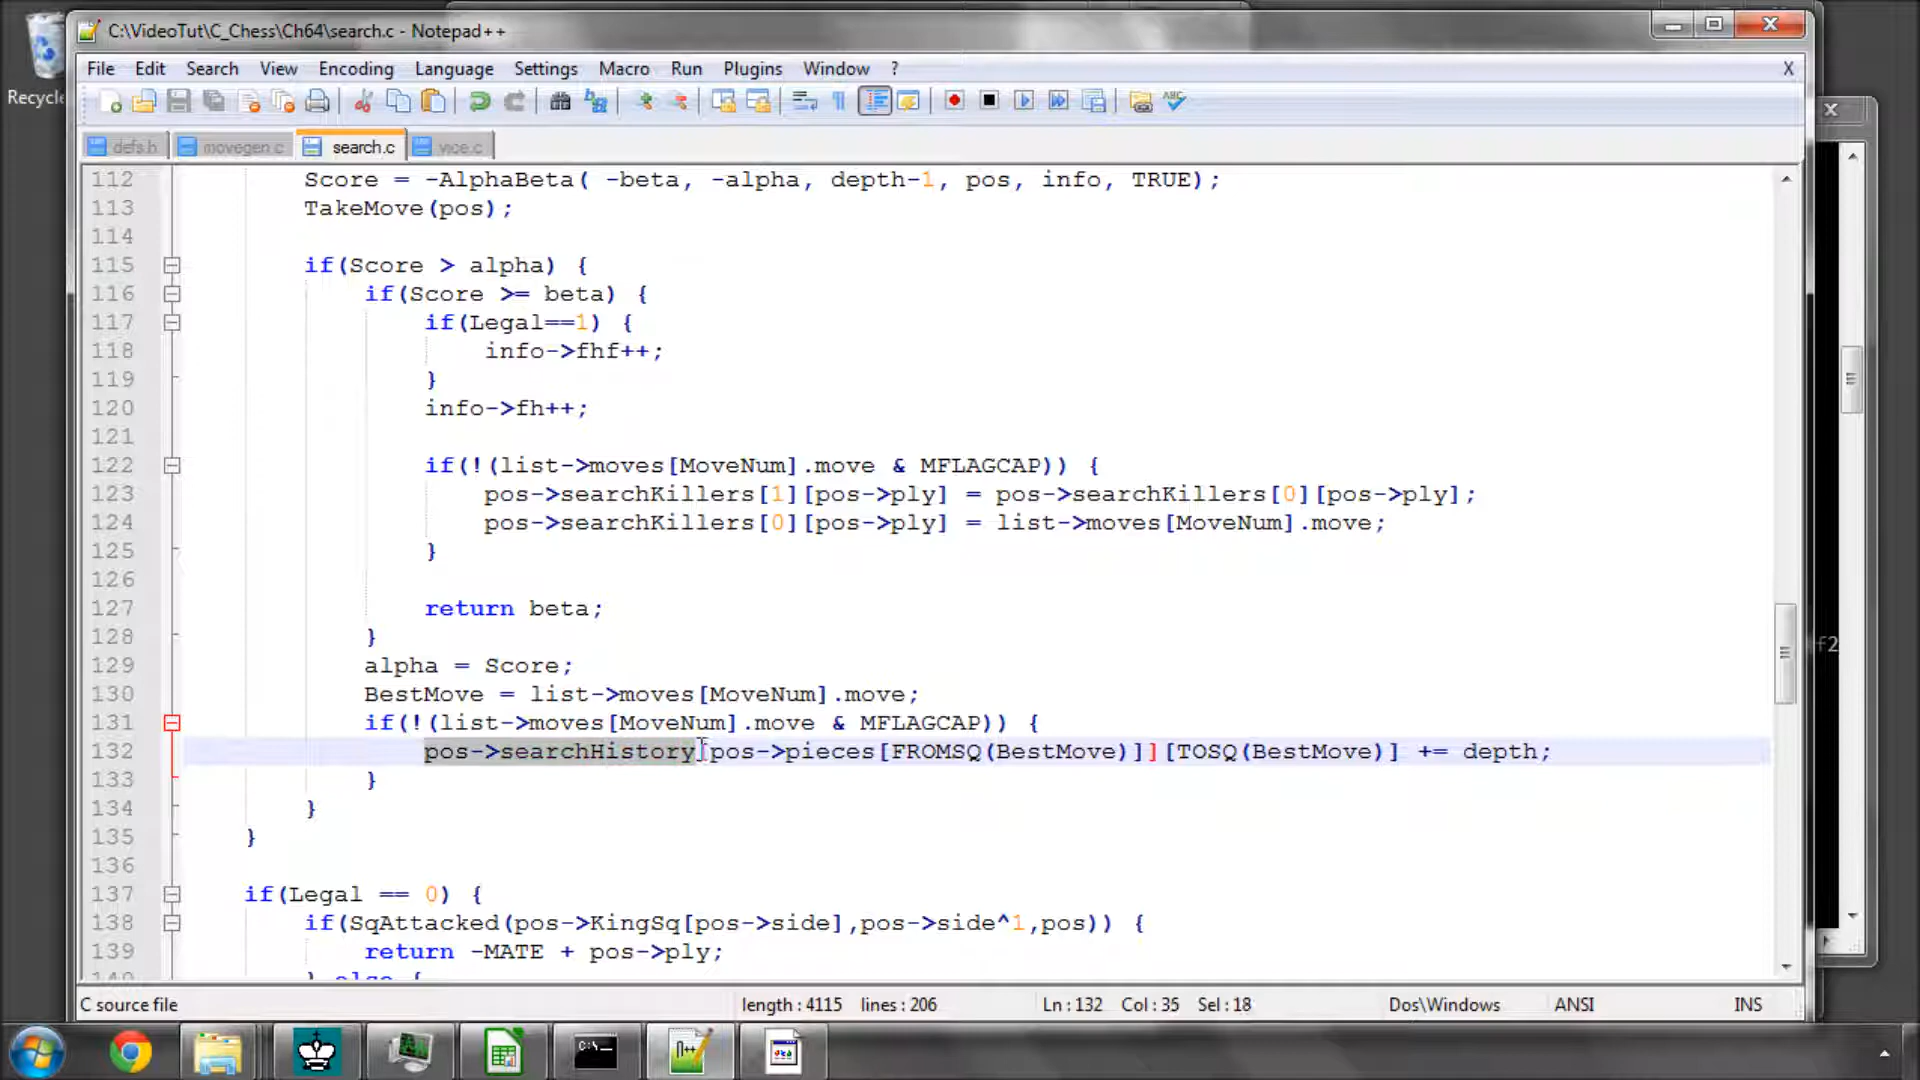 C:\VideoTut\C_Chess\Ch64\search.c - Notepad++
File Edit Search View Encoding Language Settings Macro Run Plugins Window ? X
Recycle
defs.h movegen.c search.c vice.c
112 Score = -AlphaBeta( -beta, -alpha, depth-1, pos, info, TRUE);
113 TakeMove(pos);
114
115 if(Score > alpha) {
116 if(Score >= beta) {
117 if(Legal==1) {
118 info->fhf++;
119 }
120 info->fh++;
121
122 if(!(list->moves[MoveNum].move & MFLAGCAP)) {
123 pos->searchKillers[1][pos->ply] = pos->searchKillers[0][pos->ply];
124 pos->searchKillers[0][pos->ply] = list->moves[MoveNum].move;
125 }
126
127 return beta;
128 }
129 alpha = Score;
130 BestMove = list->moves[MoveNum].move;
131 if(!(list->moves[MoveNum].move & MFLAGCAP)) {
132 pos->searchHistory[pos->pieces[FROMSQ(BestMove)]][TOSQ(BestMove)] += depth;
133 }
134 }
135 }
136
137 if(Legal == 0) {
138 if(SqAttacked(pos->KingSq[pos->side],pos->side^1,pos)) {
139 return -MATE + pos->ply;
140 } else {
f2
C source file length : 4115 lines : 206 Ln : 132 Col : 35 Sel : 18 Dos\Windows ANSI INS